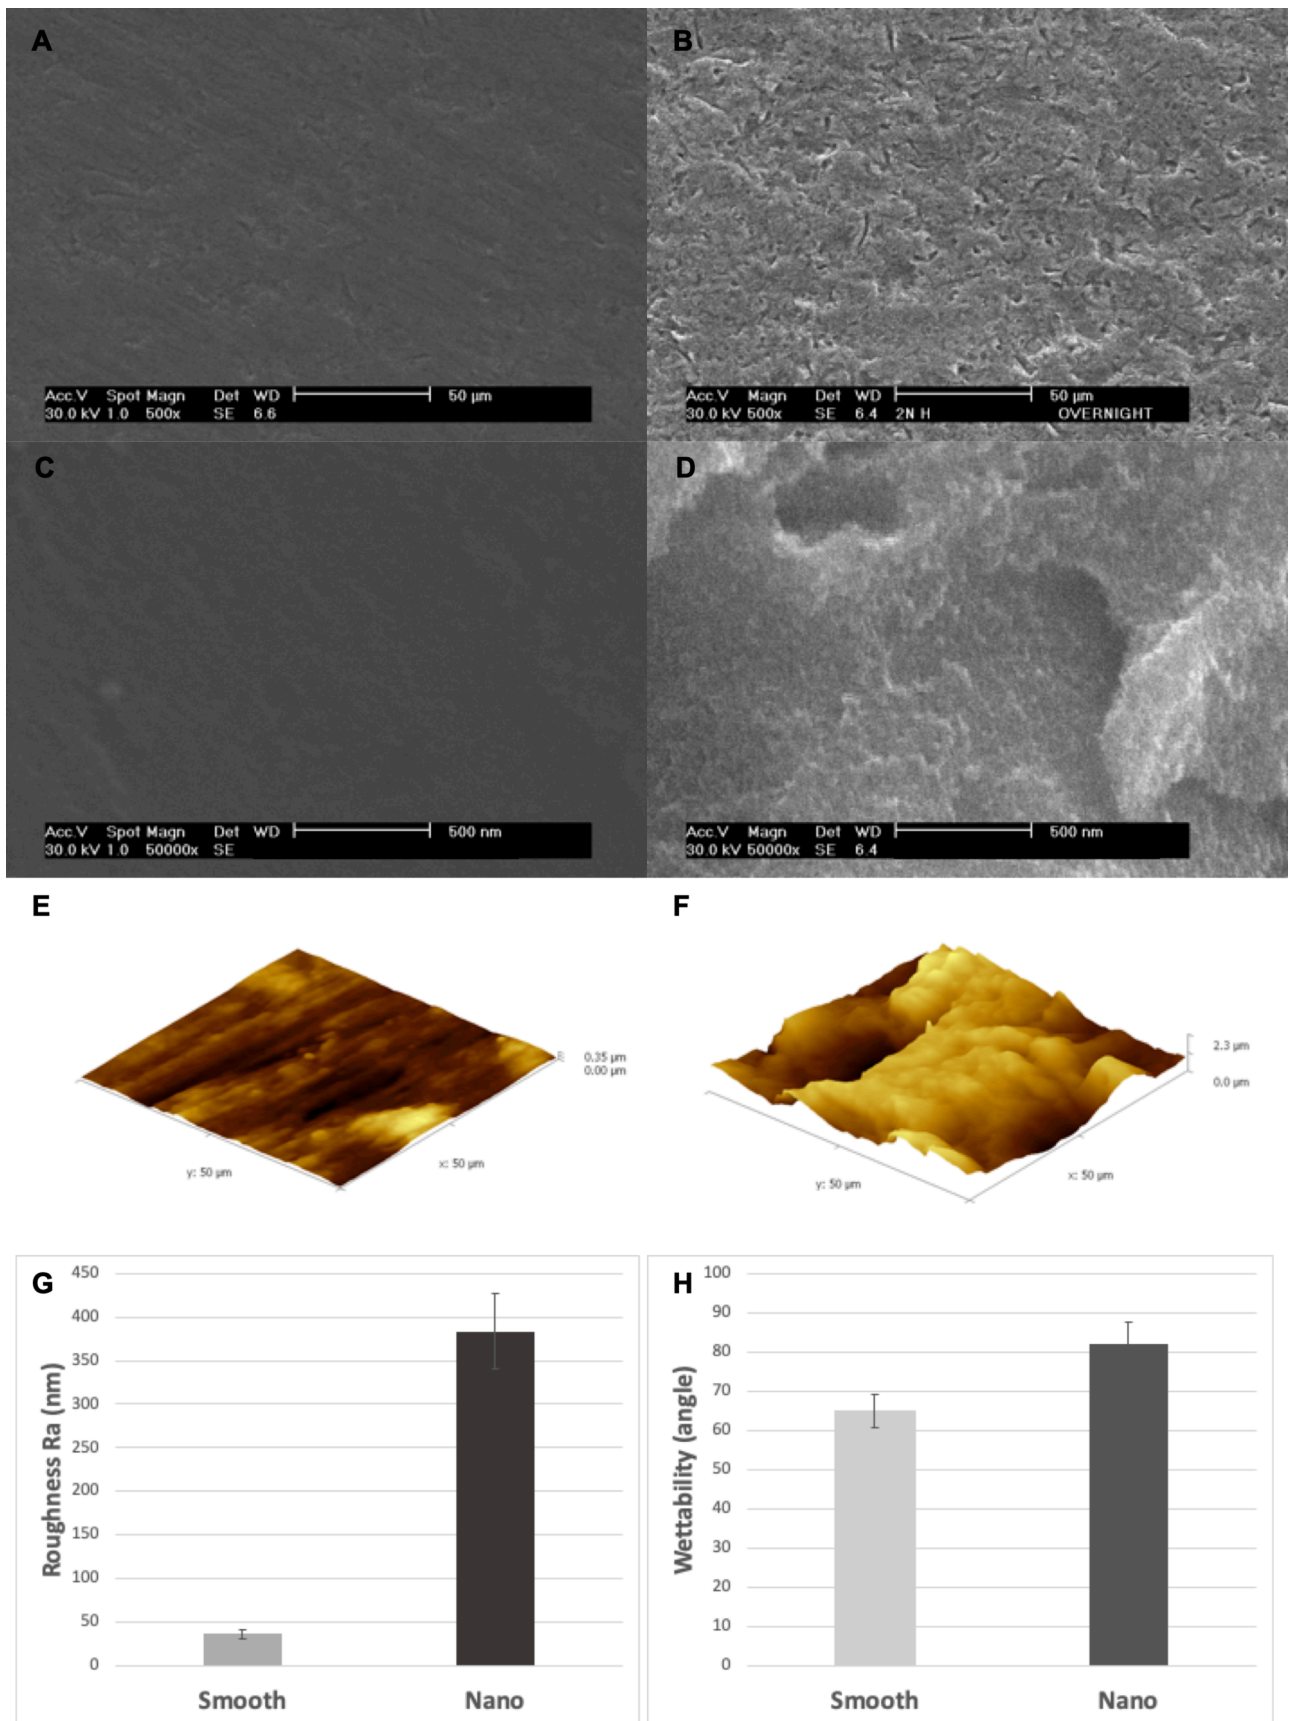 A
Acc.V Spot Magn Det WD 50 µm
30.0 kV 1.0 500x SE 6.6
B
Acc.V Magn Det WD 50 µm
30.0 kV 500x SE 6.4 2N H OVERNIGHT
C
Acc.V Spot Magn Det WD 500 nm
30.0 kV 1.0 50000x SE
D
Acc.V Magn Det WD 500 nm
30.0 kV 50000x SE 6.4
E
0.35 µm
0.00 µm
y: 50 µm
x: 50 µm
F
2.3 µm
0.0 µm
y: 50 µm
x: 50 µm
G
Roughness Ra (nm)
450
400
350
300
250
200
150
100
50
0
Smooth Nano
H
Wettability (angle)
100
90
80
70
60
50
40
30
20
10
0
Smooth Nano